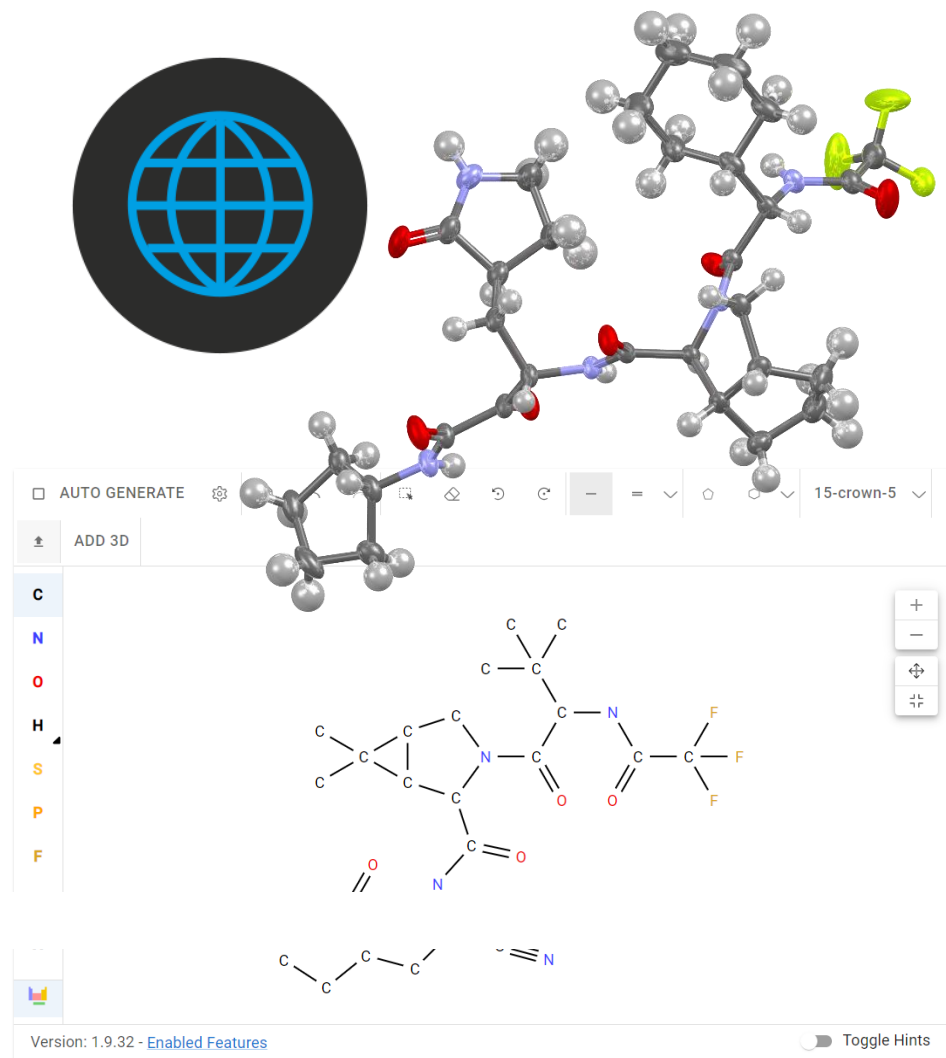 AUTO GENERATE
15-crown-5
ADD 3D
C
N
O
H
S
P
F
C C
C C
C N F
C C
C C N C C C F
C C
C O O F
C O
O
N
C C C C
C N
Version: 1.9.32 - Enabled Features
Toggle Hints